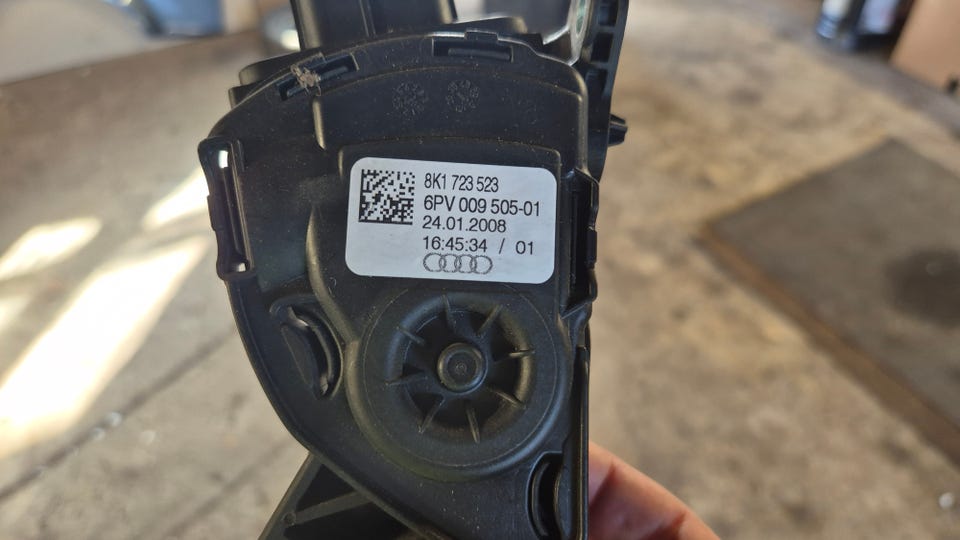 8K1 723 523
6PV 009 505-01
24.01.2008
16:45:34 / 01